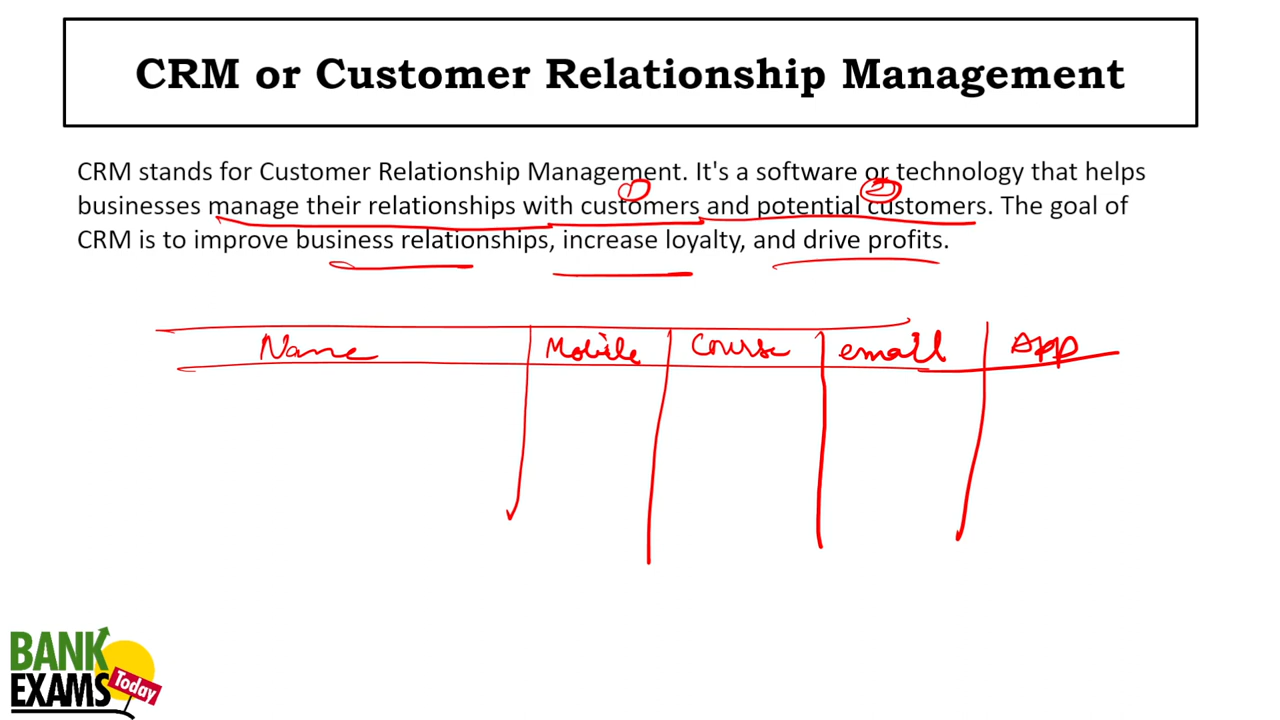 CRM or Customer Relationship Management
CRM stands for Customer Relationship Management. It's a software or technology that helps
① ②
businesses manage their relationships with customers and potential customers. The goal of
CRM is to improve business relationships, increase loyalty, and drive profits.
Name Mobile Course email App
BANK
EXAMS
Today